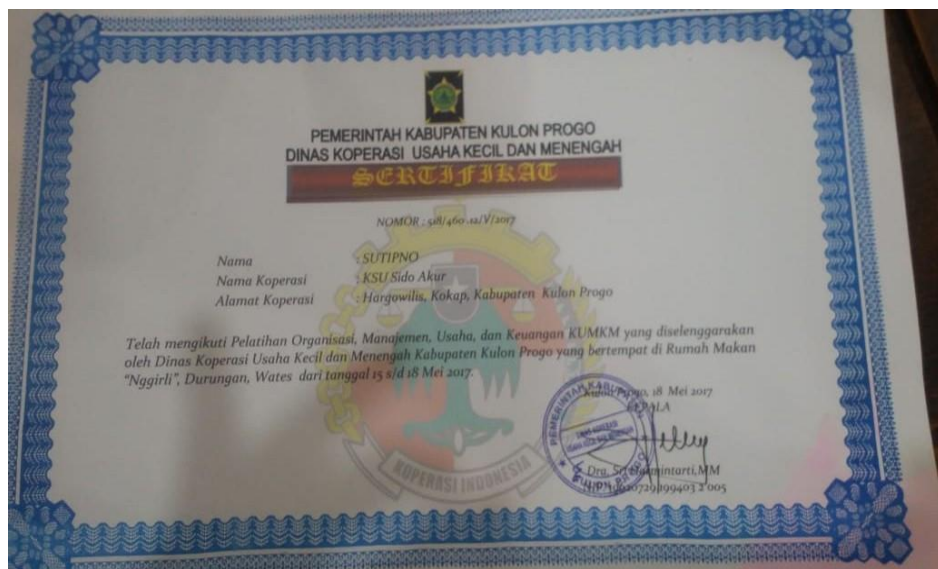 PEMERINTAH KABUPATEN KULON PROGO
DINAS KOPERASI USAHA KECIL DAN MENENGAH
SERTIFIKAT
NOMOR : 518/460.12/V/2017
Nama : SUTIPNO
Nama Koperasi : KSU Sido Akur
Alamat Koperasi : Hargowilis, Kokap, Kabupaten Kulon Progo
Telah mengikuti Pelatihan Organisasi, Manajemen, Usaha, dan Keuangan KUMKM yang diselenggarakan
oleh Dinas Koperasi Usaha Kecil dan Menengah Kabupaten Kulon Progo yang bertempat di Rumah Makan
"Nggirli", Durungan, Wates dari tanggal 15 s/d 18 Mei 2017.
Kulon Progo, 18 Mei 2017
KEPALA
Dra. Sri
MM
KOPERASI INDONESIA